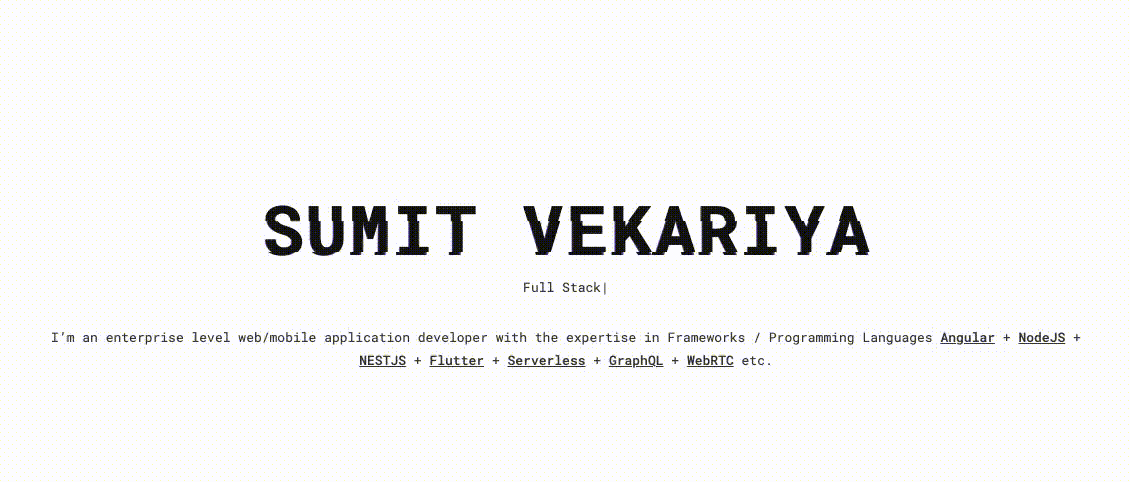 SUMIT VEKARIYA
Full Stack|
I’m an enterprise level web/mobile application developer with the expertise in Frameworks / Programming Languages Angular + NodeJS +
NESTJS + Flutter + Serverless + GraphQL + WebRTC etc.